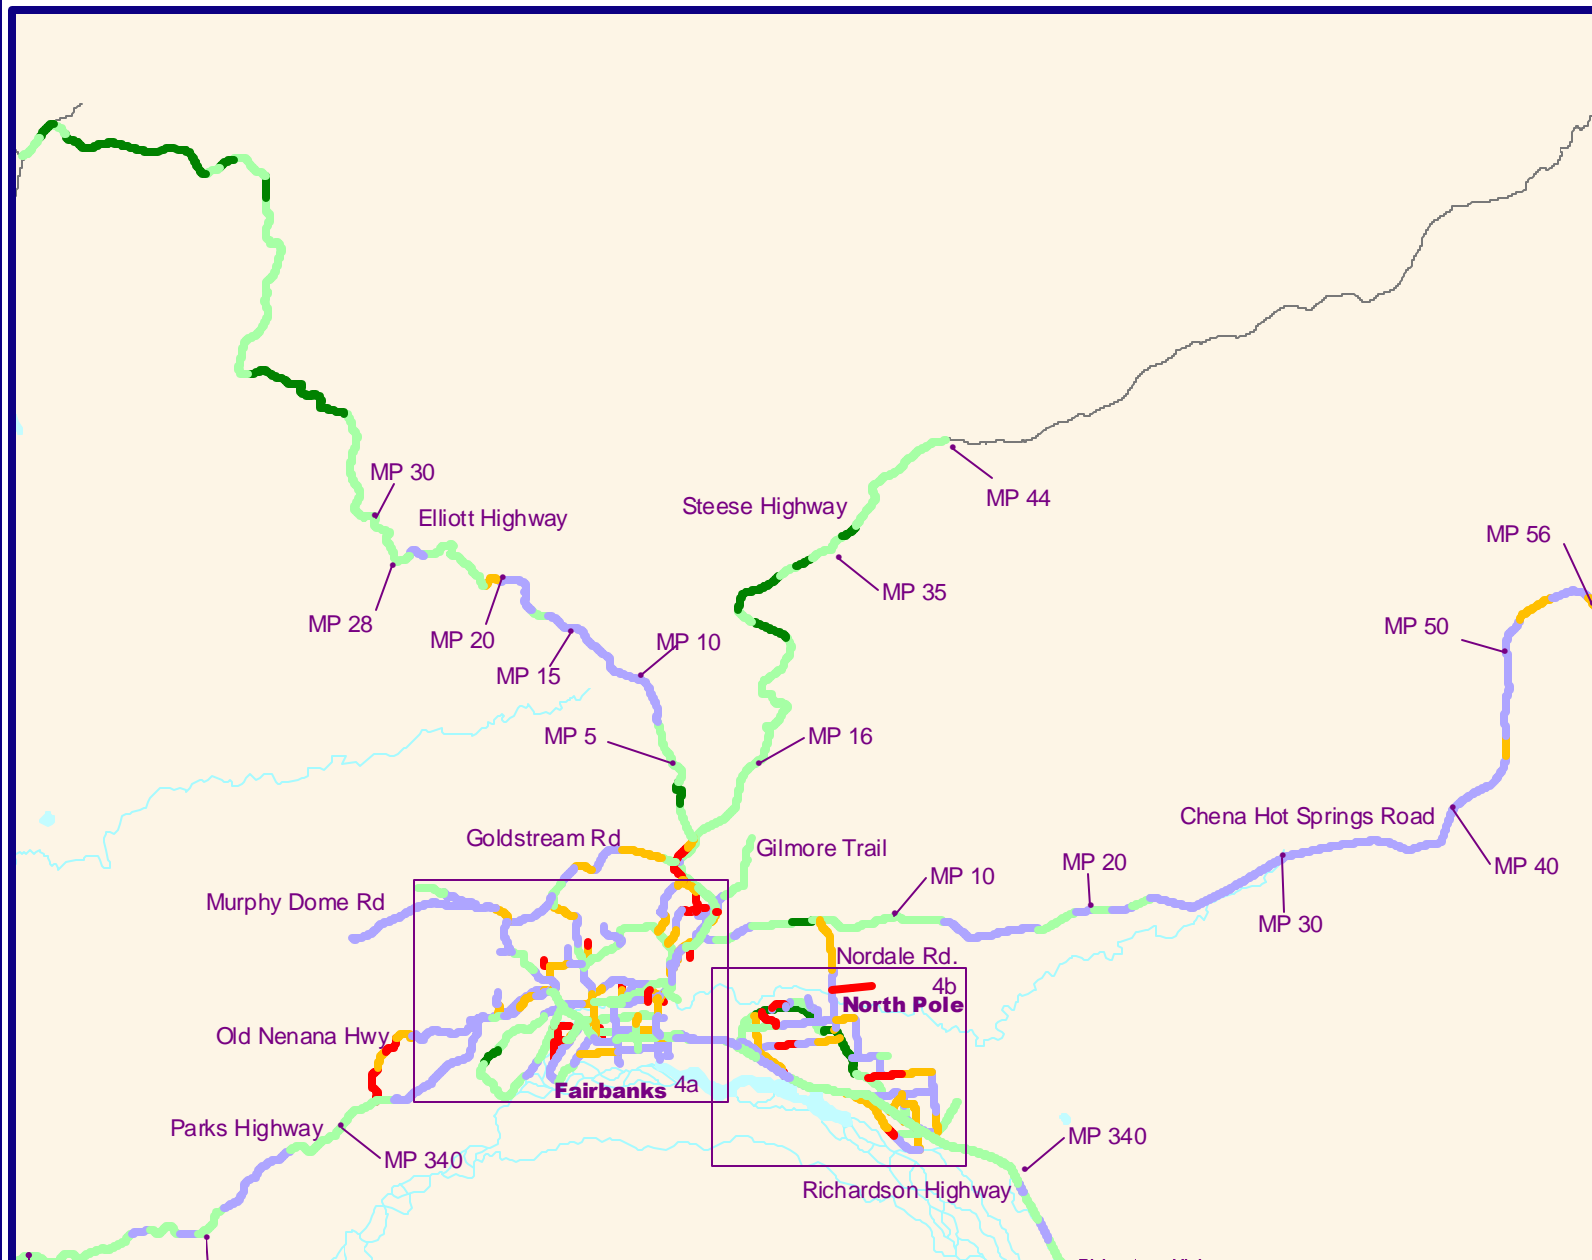 MP 30
Elliott Highway
Steese Highway
MP 44
MP 56
MP 35
MP 28
MP 20
MP 10
MP 50
MP 15
MP 5
MP 16
Chena Hot Springs Road
Goldstream Rd
Gilmore Trail
MP 20
MP 40
MP 10
Murphy Dome Rd
MP 30
Nordale Rd.
4b
North Pole
Old Nenana Hwy
Fairbanks
4a
Parks Highway
MP 340
MP 340
Richardson Highway